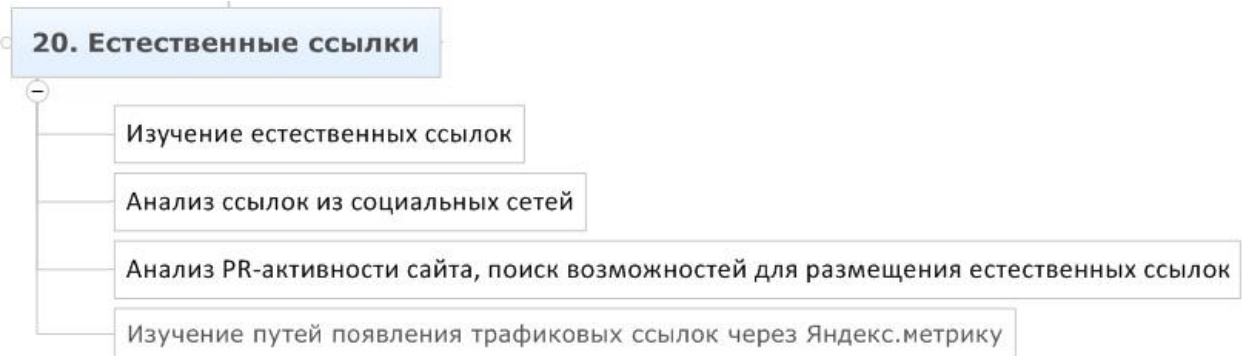 20. Естественные ссылки
Изучение естественных ссылок
Анализ ссылок из социальных сетей
Анализ PR-активности сайта, поиск возможностей для размещения естественных ссылок
Изучение путей появления трафиковых ссылок через Яндекс.метрику